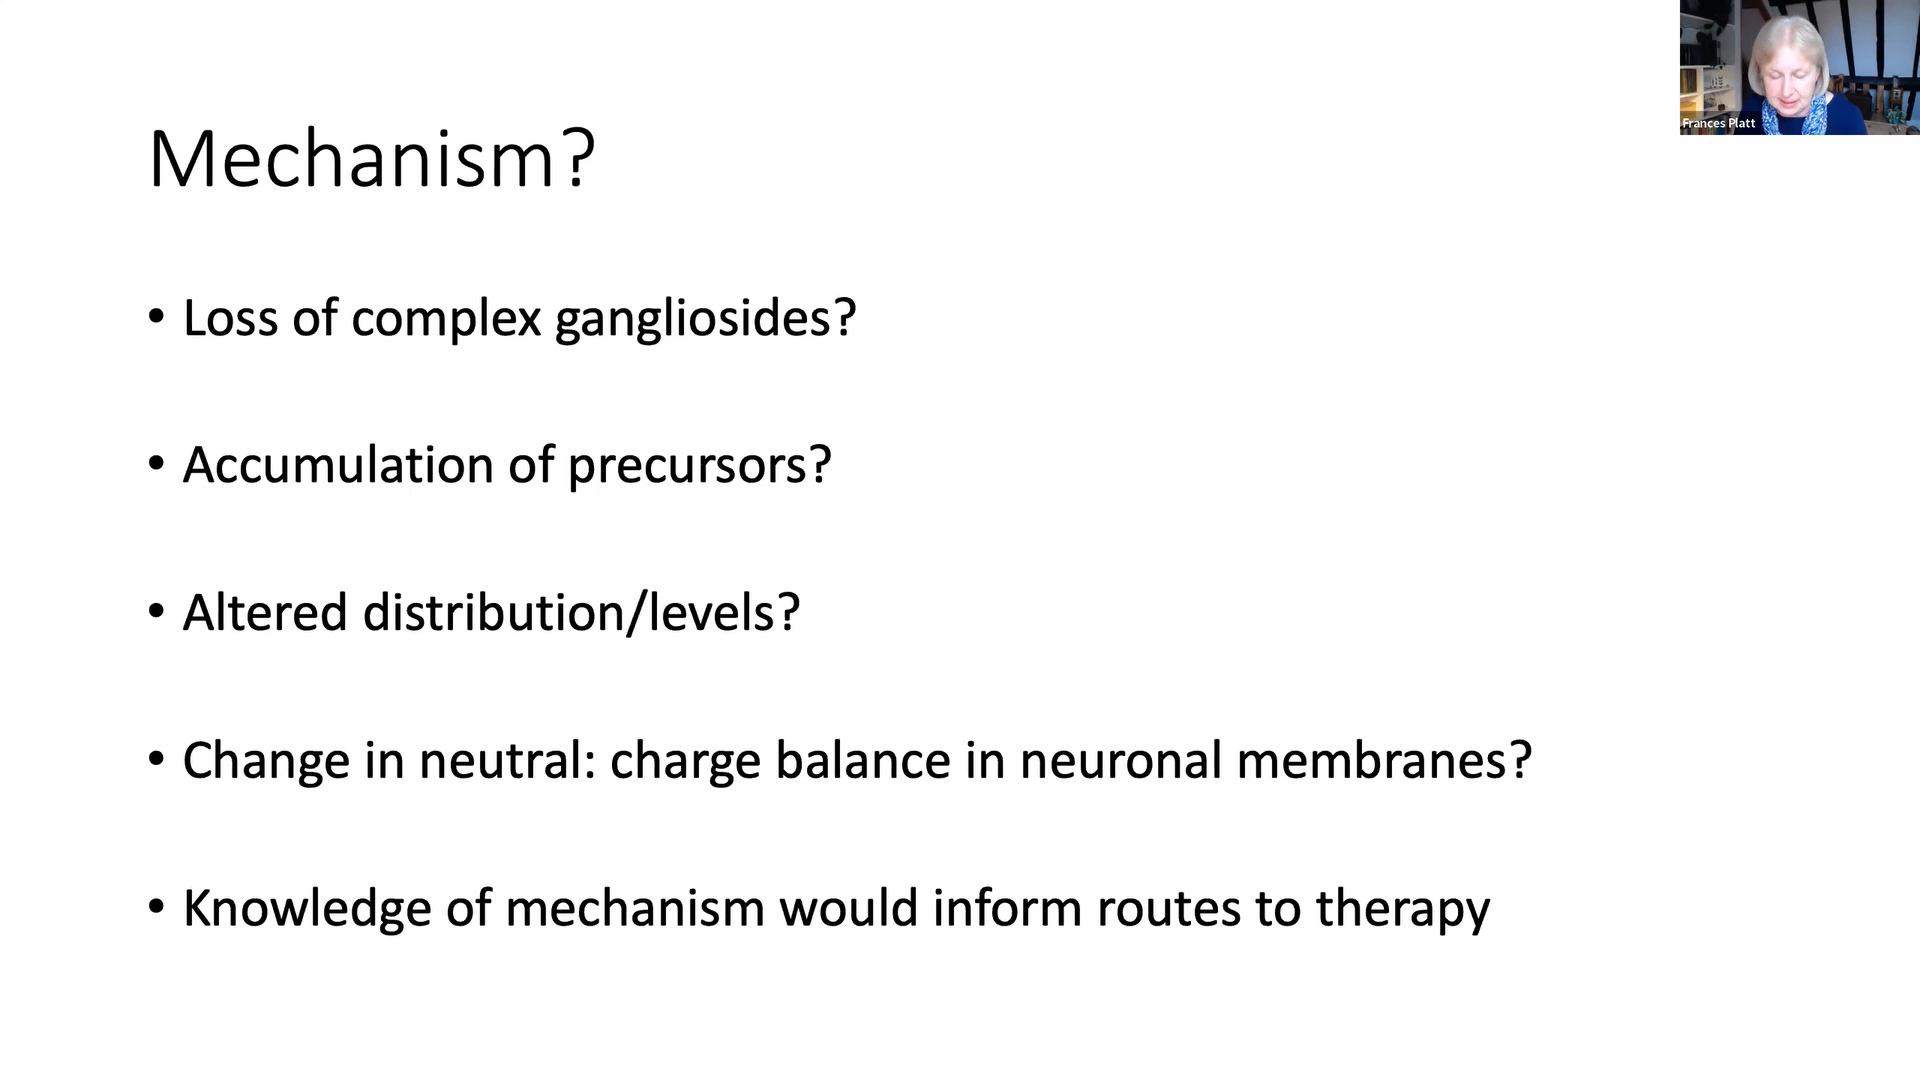 Frances Platt
Mechanism?
• Loss of complex gangliosides?
• Accumulation of precursors?
• Altered distribution/levels?
• Change in neutral: charge balance in neuronal membranes?
• Knowledge of mechanism would inform routes to therapy